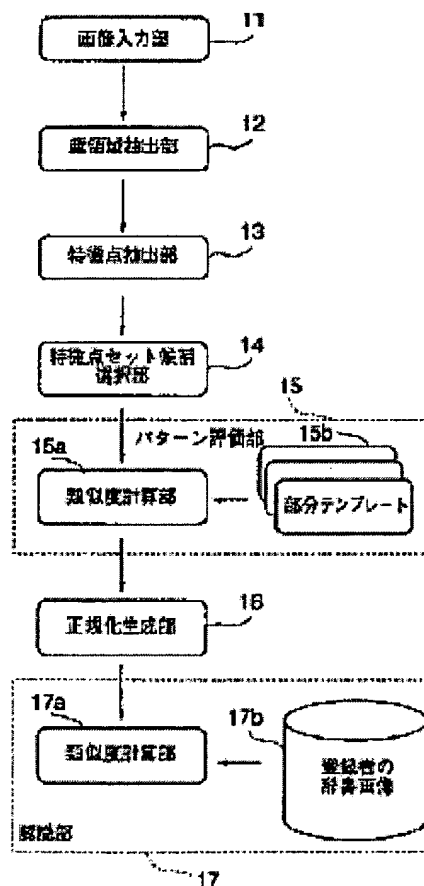 11
画像入力部
12
顔領域抽出部
13
特徴点抽出部
14
特徴点セット候補
選択部
15
パターン評価部
15a
15b
類似度計算部
部分テンプレート
16
正規化生成部
17a
17b
類似度計算部
登録者の
辞書画像
認識部
17